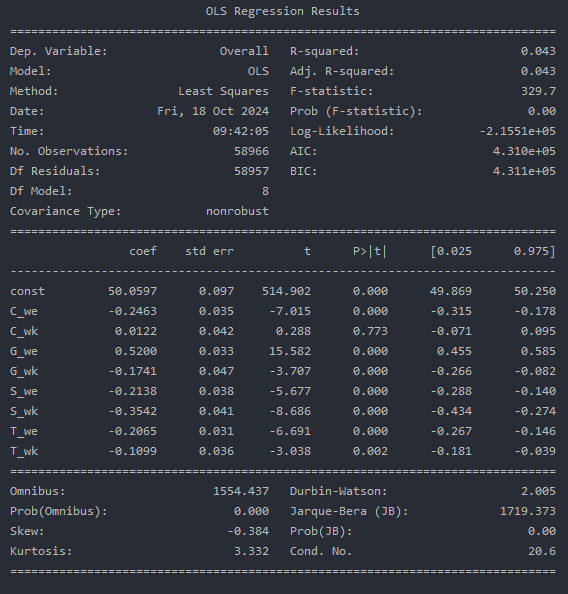 OLS Regression Results
==============================================================================
Dep. Variable:                Overall   R-squared:                       0.043
Model:                            OLS   Adj. R-squared:                  0.043
Method:                 Least Squares   F-statistic:                     329.7
Date:                Fri, 18 Oct 2024   Prob (F-statistic):               0.00
Time:                        09:42:05   Log-Likelihood:            -2.1551e+05
No. Observations:               58966   AIC:                         4.310e+05
Df Residuals:                   58957   BIC:                         4.311e+05
Df Model:                           8
Covariance Type:            nonrobust
==============================================================================
                 coef    std err          t      P>|t|      [0.025      0.975]
------------------------------------------------------------------------------
const         50.0597      0.097    514.902      0.000      49.869      50.250
C_we          -0.2463      0.035     -7.015      0.000      -0.315      -0.178
C_wk           0.0122      0.042      0.288      0.773      -0.071       0.095
G_we           0.5200      0.033     15.582      0.000       0.455       0.585
G_wk          -0.1741      0.047     -3.707      0.000      -0.266      -0.082
S_we          -0.2138      0.038     -5.677      0.000      -0.288      -0.140
S_wk          -0.3542      0.041     -8.686      0.000      -0.434      -0.274
T_we          -0.2065      0.031     -6.691      0.000      -0.267      -0.146
T_wk          -0.1099      0.036     -3.038      0.002      -0.181      -0.039
==============================================================================
Omnibus:                     1554.437   Durbin-Watson:                   2.005
Prob(Omnibus):                  0.000   Jarque-Bera (JB):             1719.373
Skew:                          -0.384   Prob(JB):                         0.00
Kurtosis:                       3.332   Cond. No.                         20.6
==============================================================================